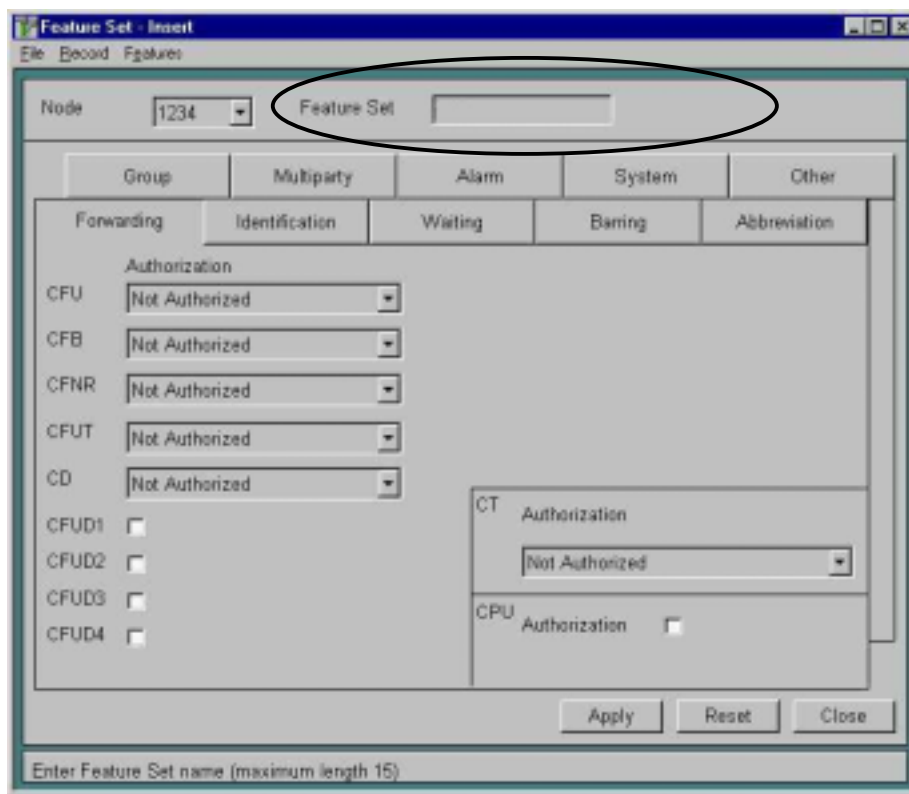 Feature Set - Insert
File Record Features
Node 1234 Feature Set
Group Multiparty Alarm System Other
Forwarding Identification Waiting Barring Abbreviation
Authorization
CFU Not Authorized
CFB Not Authorized
CFNR Not Authorized
CFUT Not Authorized
CD Not Authorized
CFUD1
CFUD2
CFUD3
CFUD4
CT Authorization
Not Authorized
CPU Authorization
Apply Reset Close
Enter Feature Set name (maximum length 15)